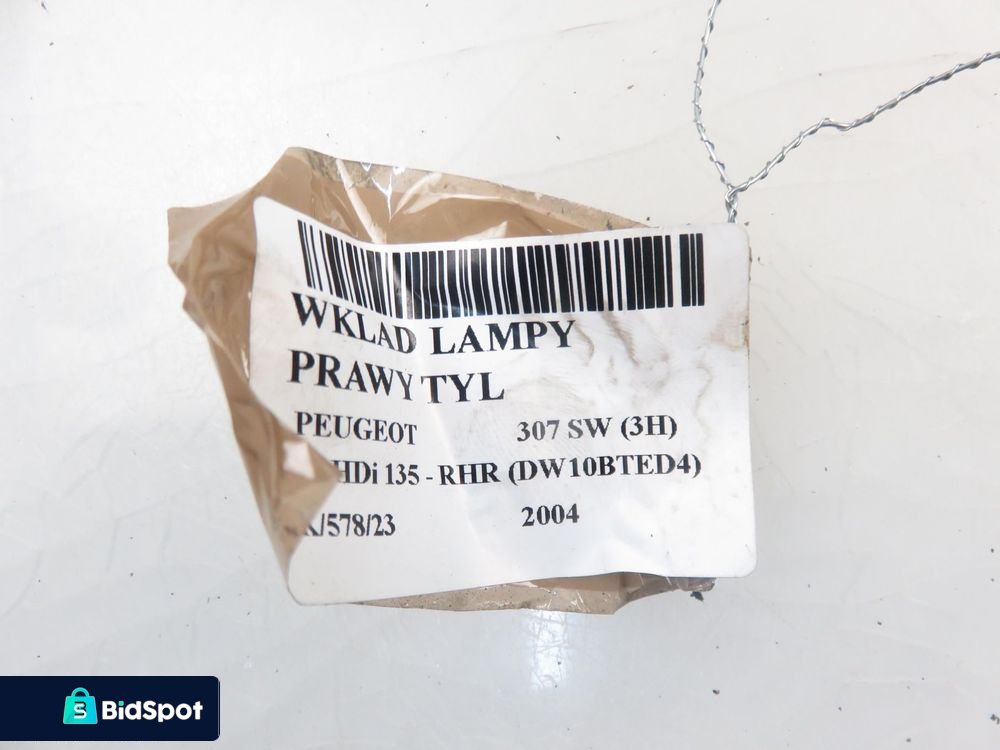 WKLAD LAMPY
PRAWY TYL
PEUGEOT 307 SW (3H)
HDi 135 - RHR (DW10BTED4)
K/578/23 2004
BidSpot